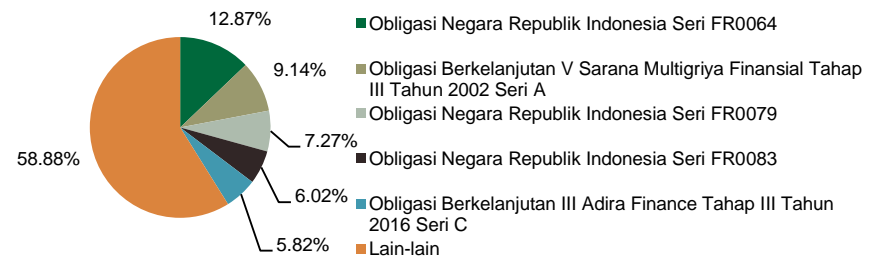 12.87%
9.14%
7.27%
6.02%
5.82%
58.88%
Obligasi Negara Republik Indonesia Seri FR0064
Obligasi Berkelanjutan V Sarana Multigriya Finansial Tahap
III Tahun 2002 Seri A
Obligasi Negara Republik Indonesia Seri FR0079
Obligasi Negara Republik Indonesia Seri FR0083
Obligasi Berkelanjutan III Adira Finance Tahap III Tahun
2016 Seri C
Lain-lain